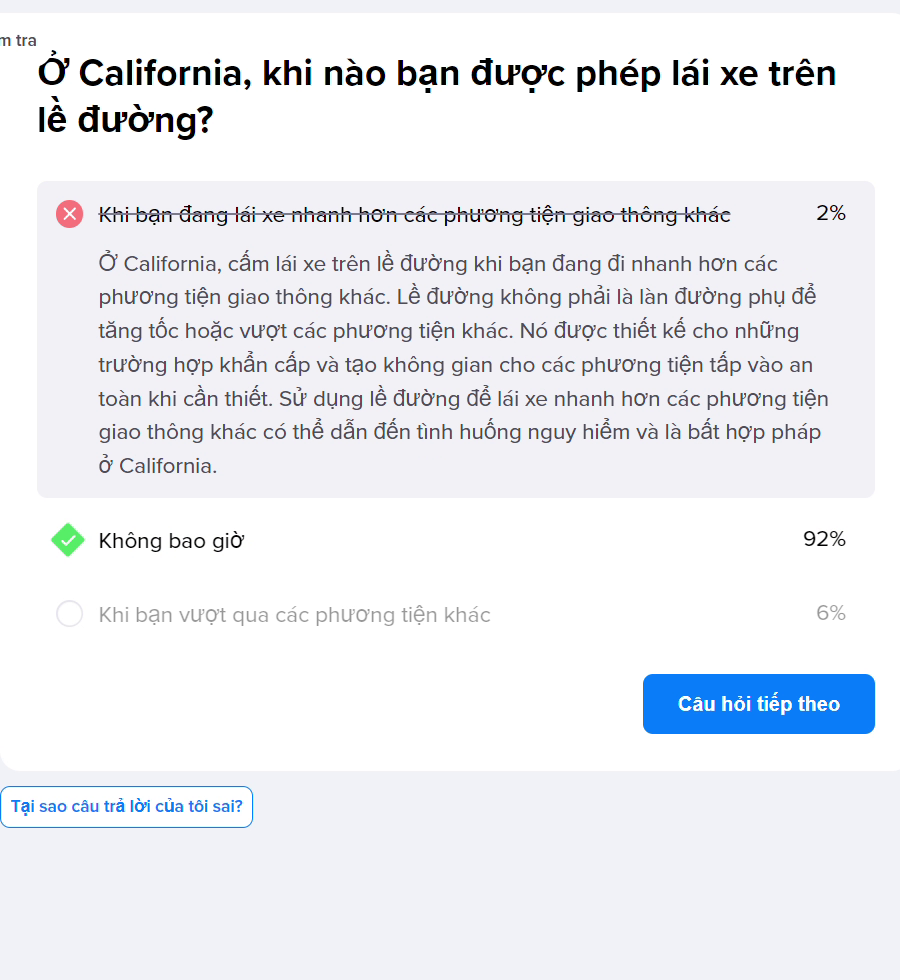 m tra
Ở California, khi nào bạn được phép lái xe trên
lề đường?
Khi bạn đang lái xe nhanh hơn các phương tiện giao thông khác 2%
Ở California, cấm lái xe trên lề đường khi bạn đang đi nhanh hơn các
phương tiện giao thông khác. Lề đường không phải là làn đường phụ để
tăng tốc hoặc vượt các phương tiện khác. Nó được thiết kế cho những
trường hợp khẩn cấp và tạo không gian cho các phương tiện tấp vào an
toàn khi cần thiết. Sử dụng lề đường để lái xe nhanh hơn các phương tiện
giao thông khác có thể dẫn đến tình huống nguy hiểm và là bất hợp pháp
ở California.
Không bao giờ 92%
Khi bạn vượt qua các phương tiện khác 6%
Câu hỏi tiếp theo
Tại sao câu trả lời của tôi sai?